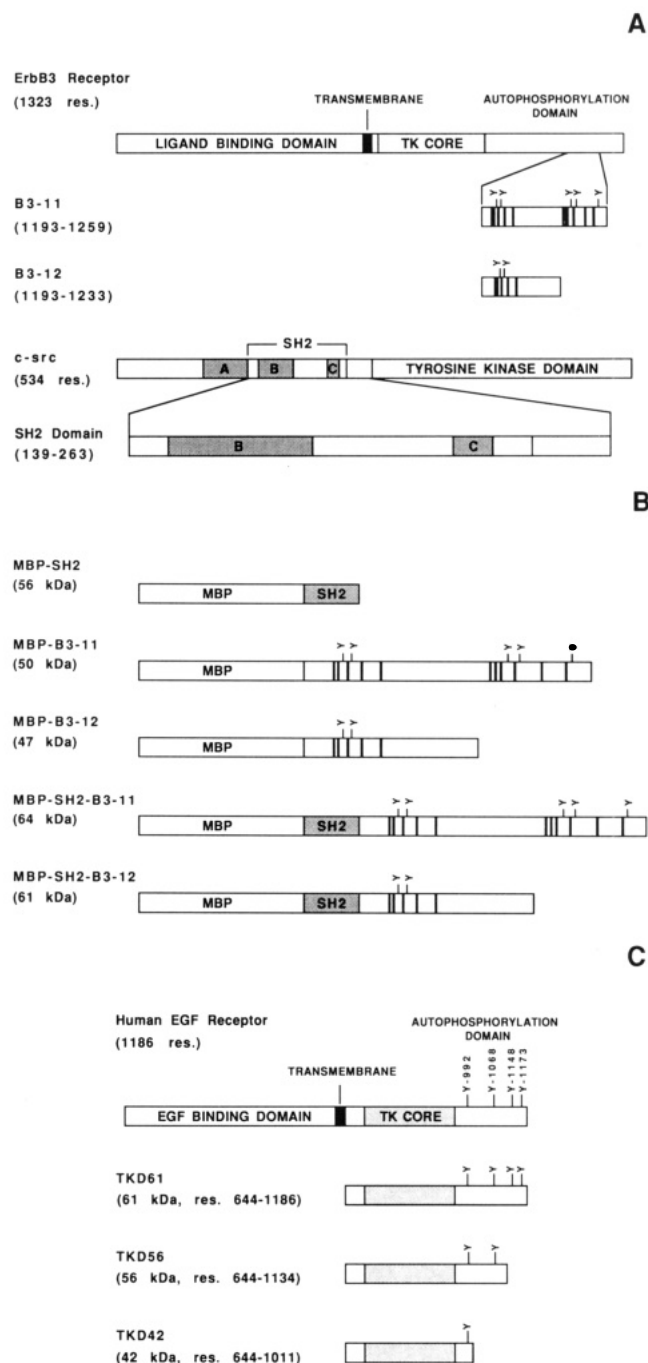 A
ErbB3 Receptor
(1323 res.)
TRANSMEMBRANE
AUTOPHOSPHORYLATION
DOMAIN
LIGAND BINDING DOMAIN
TK CORE
B3-11
(1193-1259)
Y Y Y Y Y
B3-12
(1193-1233)
Y Y
SH2
c-src
(534 res.)
A B C TYROSINE KINASE DOMAIN
SH2 Domain
(139-263)
B C
B
MBP-SH2
(56 kDa)
MBP SH2
MBP-B3-11
(50 kDa)
Y Y Y Y
MBP
MBP-B3-12
(47 kDa)
Y Y
MBP
MBP-SH2-B3-11
(64 kDa)
Y Y Y Y Y
MBP SH2
MBP-SH2-B3-12
(61 kDa)
Y Y
MBP SH2
C
Human EGF Receptor
(1186 res.)
AUTOPHOSPHORYLATION
DOMAIN
TRANSMEMBRANE
Y-992
Y-1068
Y-1148
Y-1173
EGF BINDING DOMAIN
TK CORE
TKD61
(61 kDa, res. 644-1186)
Y Y Y Y
TKD56
(56 kDa, res. 644-1134)
Y Y
TKD42
(42 kDa, res. 644-1011)
Y